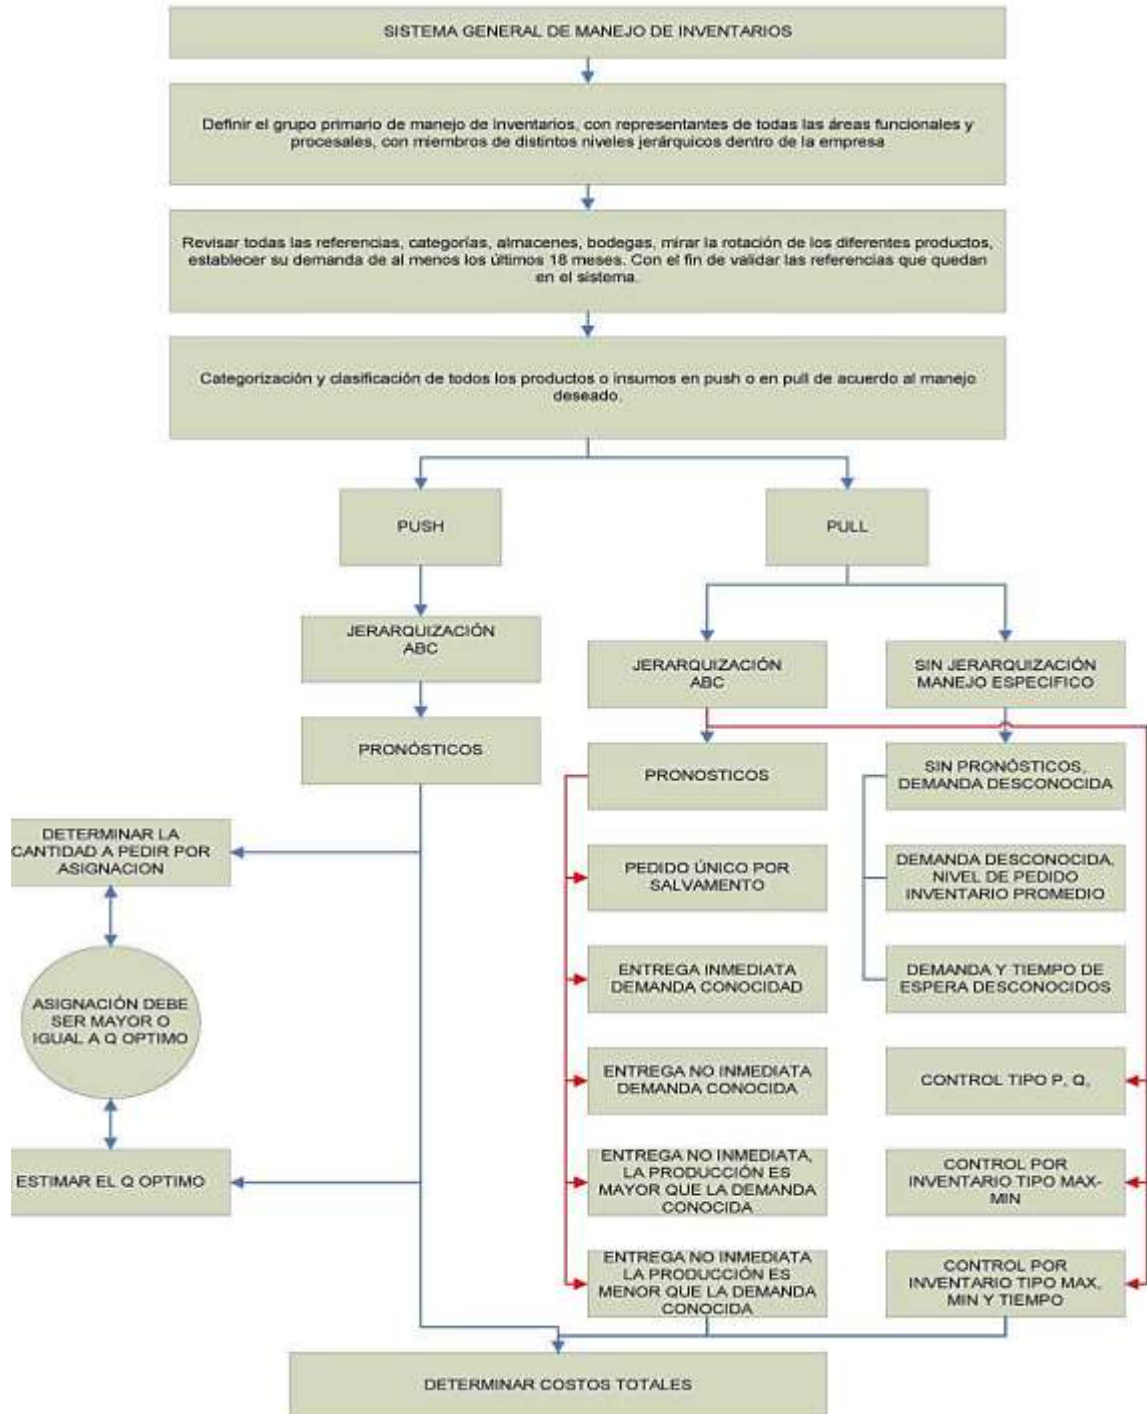 SISTEMA GENERAL DE MANEJO DE INVENTARIOS
Definir el grupo primario de manejo de inventarios, con representantes de todas las áreas funcionales y
procesales, con miembros de distintos niveles jerárquicos dentro de la empresa
Revisar todas las referencias, categorías, almacenes, bodegas, mirar la rotación de los diferentes productos,
establecer su demanda de al menos los últimos 18 meses. Con el fin de validar las referencias que quedan
en el sistema.
Categorización y clasificación de todos los productos o insumos en push o en pull de acuerdo al manejo
deseado.
PUSH
PULL
JERARQUIZACIÓN
ABC
PRONÓSTICOS
DETERMINAR LA
CANTIDAD A PEDIR POR
ASIGNACION
ASIGNACIÓN DEBE
SER MAYOR O
IGUAL A Q OPTIMO
ESTIMAR EL Q OPTIMO
JERARQUIZACIÓN
ABC
PRONOSTICOS
PEDIDO ÚNICO POR
SALVAMENTO
ENTREGA INMEDIATA
DEMANDA CONOCIDAD
ENTREGA NO INMEDIATA
DEMANDA CONOCIDA
ENTREGA NO INMEDIATA,
LA PRODUCCIÓN ES
MAYOR QUE LA DEMANDA
CONOCIDA
ENTREGA NO INMEDIATA
LA PRODUCCIÓN ES
MENOR QUE LA DEMANDA
CONOCIDA
SIN JERARQUIZACIÓN
MANEJO ESPECIFICO
SIN PRONÓSTICOS,
DEMANDA DESCONOCIDA
DEMANDA DESCONOCIDA,
NIVEL DE PEDIDO
INVENTARIO PROMEDIO
DEMANDA Y TIEMPO DE
ESPERA DESCONOCIDOS
CONTROL TIPO P, Q,
CONTROL POR
INVENTARIO TIPO MAX-
MIN
CONTROL POR
INVENTARIO TIPO MAX,
MIN Y TIEMPO
DETERMINAR COSTOS TOTALES